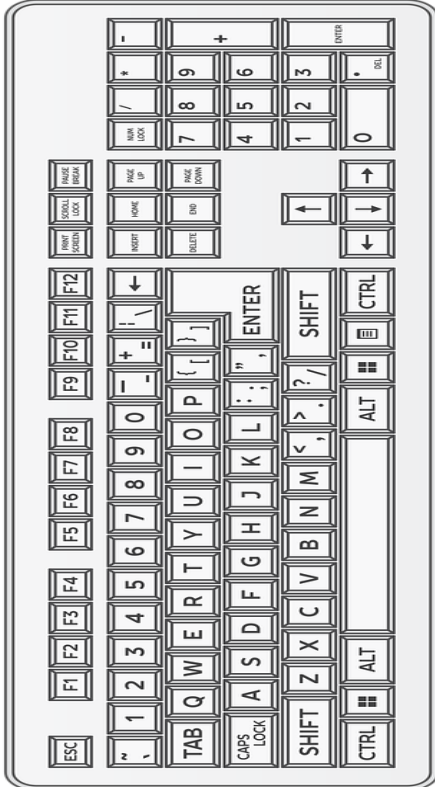 ESC F1 F2 F3 F4 F5 F6 F7 F8 F9 F10 F11 F12 PRINT SCREEN SCROLL LOCK PAUSE BREAK
~ ` 1 2 3 4 5 6 7 8 9 0 _ - + = ¦ \ ← INSERT HOME PAGE UP NUM LOCK / * -
TAB Q W E R T Y U I O P { [ } ] DELETE END PAGE DOWN 7 8 9 +
CAPS LOCK A S D F G H J K L : ; " , ENTER 4 5 6
SHIFT Z X C V B N M < , > . ? / SHIFT ↑ 1 2 3 ENTER
CTRL ALT ALT CTRL ← ↓ → 0 . DEL